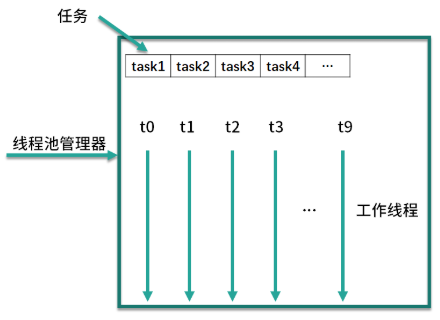 任务
task1 task2 task3 task4 ...
t0 t1 t2 t3 t9
线程池管理器
... 工作线程